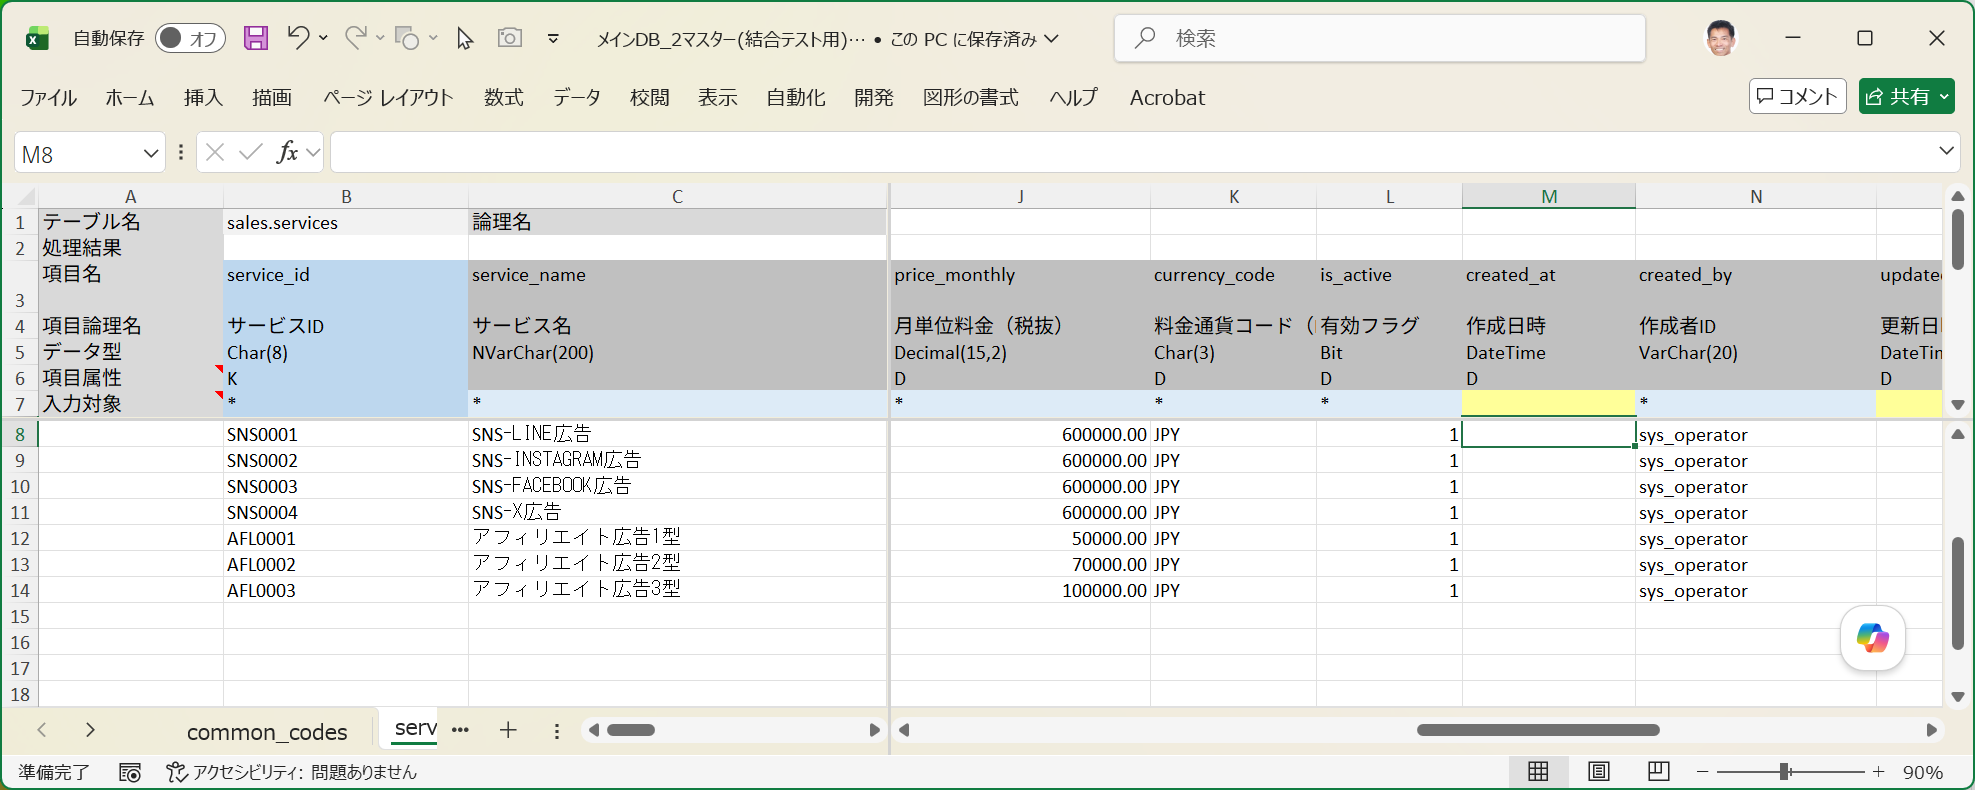 自動保存 オフ メインDB_2マスター(結合テスト用)… • この PC に保存済み 検索
ファイル ホーム 挿入 描画 ページ レイアウト 数式 データ 校閲 表示 自動化 開発 図形の書式 ヘルプ Acrobat コメント 共有
M8 fx
A B C J K L M N
1 テーブル名 sales.services 論理名
2 処理結果
3 項目名 service_id service_name price_monthly currency_code is_active created_at created_by update
4 項目論理名 サービスID サービス名 月単位料金（税抜） 料金通貨コード（ 有効フラグ 作成日時 作成者ID 更新日
5 データ型 Char(8) NVarChar(200) Decimal(15,2) Char(3) Bit DateTime VarChar(20) DateTin
6 項目属性 K D D D D D
7 入力対象 * * * * * *
8 SNS0001 SNS-LINE広告 600000.00 JPY 1 sys_operator
9 SNS0002 SNS-INSTAGRAM広告 600000.00 JPY 1 sys_operator
10 SNS0003 SNS-FACEBOOK広告 600000.00 JPY 1 sys_operator
11 SNS0004 SNS-X広告 600000.00 JPY 1 sys_operator
12 AFL0001 アフィリエイト広告1型 50000.00 JPY 1 sys_operator
13 AFL0002 アフィリエイト広告2型 70000.00 JPY 1 sys_operator
14 AFL0003 アフィリエイト広告3型 100000.00 JPY 1 sys_operator
15
16
17
18
common_codes serv ••• +
準備完了 アクセシビリティ: 問題ありません 90%